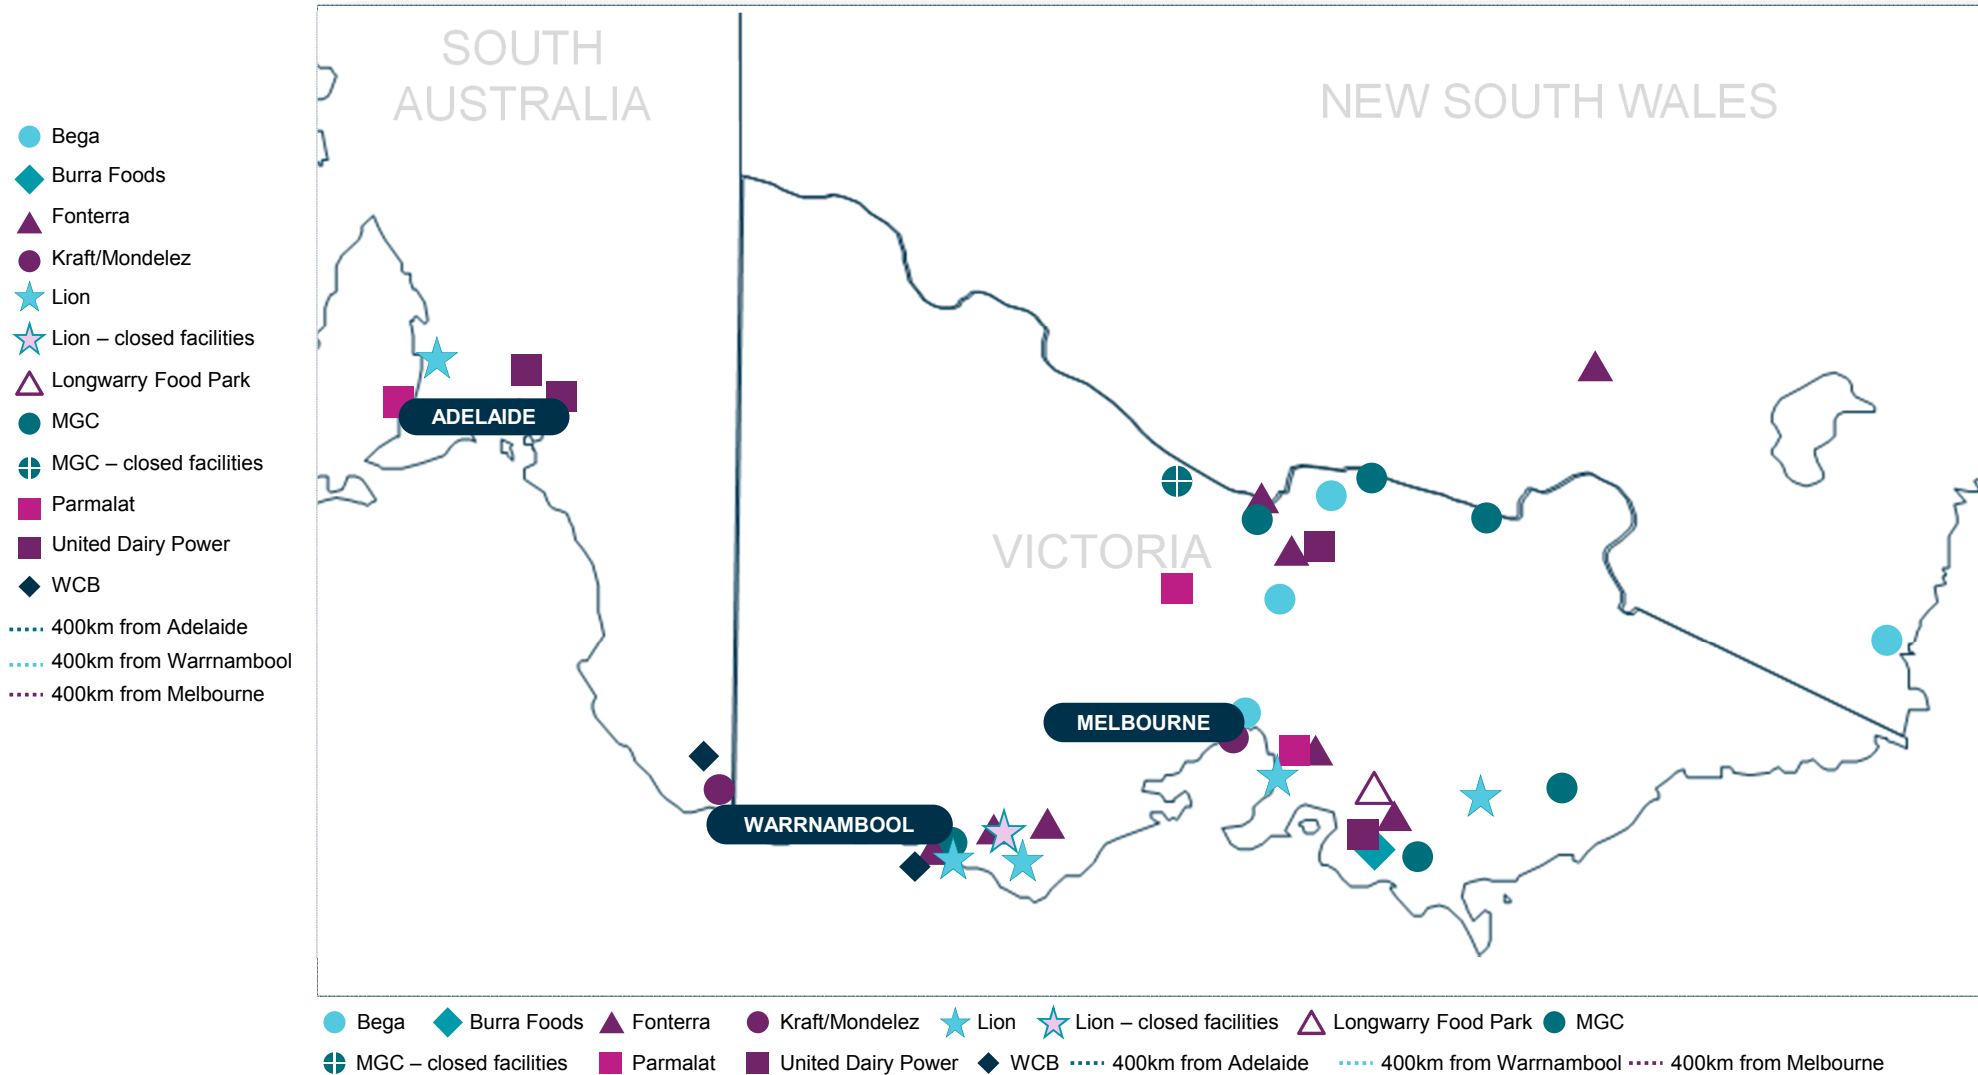 SOUTH
AUSTRALIA
NEW SOUTH WALES
Bega
Burra Foods
Fonterra
Kraft/Mondelez
Lion
Lion – closed facilities
Longwarry Food Park
MGC
MGC – closed facilities
Parmalat
United Dairy Power
WCB
400km from Adelaide
400km from Warrnambool
400km from Melbourne
ADELAIDE
VICTORIA
MELBOURNE
WARRNAMBOOL
Bega Burra Foods Fonterra Kraft/Mondelez Lion Lion – closed facilities Longwarry Food Park MGC
MGC – closed facilities Parmalat United Dairy Power WCB 400km from Adelaide 400km from Warrnambool 400km from Melbourne